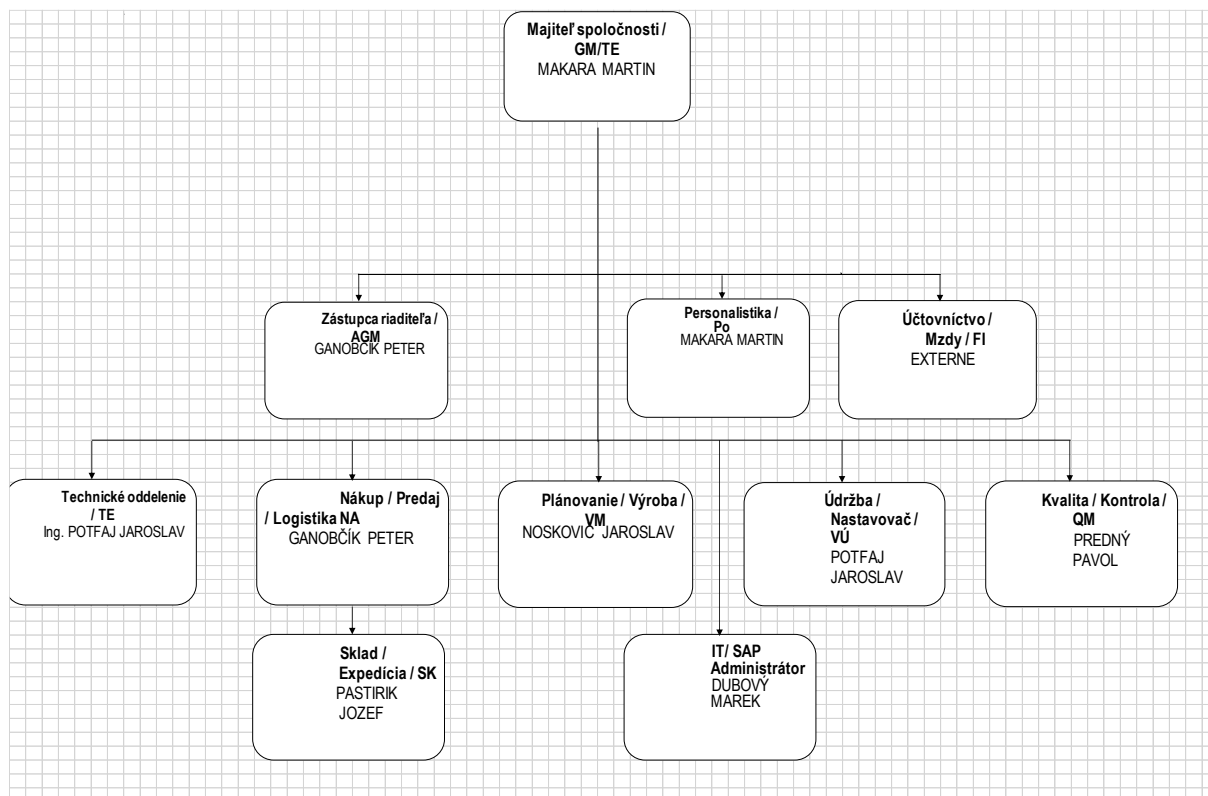 Majiteľ spoločnosti /
GM/TE
MAKARA MARTIN
Zástupca riaditeľa /
AGM
GANOBČÍK PETER
Personalistika /
Po
MAKARA MARTIN
Účtovníctvo /
Mzdy / FI
EXTERNE
Technické oddelenie
/ TE
Ing. POTFAJ JAROSLAV
Nákup / Predaj
/ Logistika NA
GANOBČÍK PETER
Plánovanie / Výroba /
VM
NOSKOVIČ JAROSLAV
Údržba /
Nastavovač /
VÚ
POTFAJ
JAROSLAV
Kvalita / Kontrola /
QM
PREDNÝ
PAVOL
Sklad /
Expedícia / SK
PASTIRIK
JOZEF
IT/ SAP
Administrátor
DUBOVÝ
MAREK